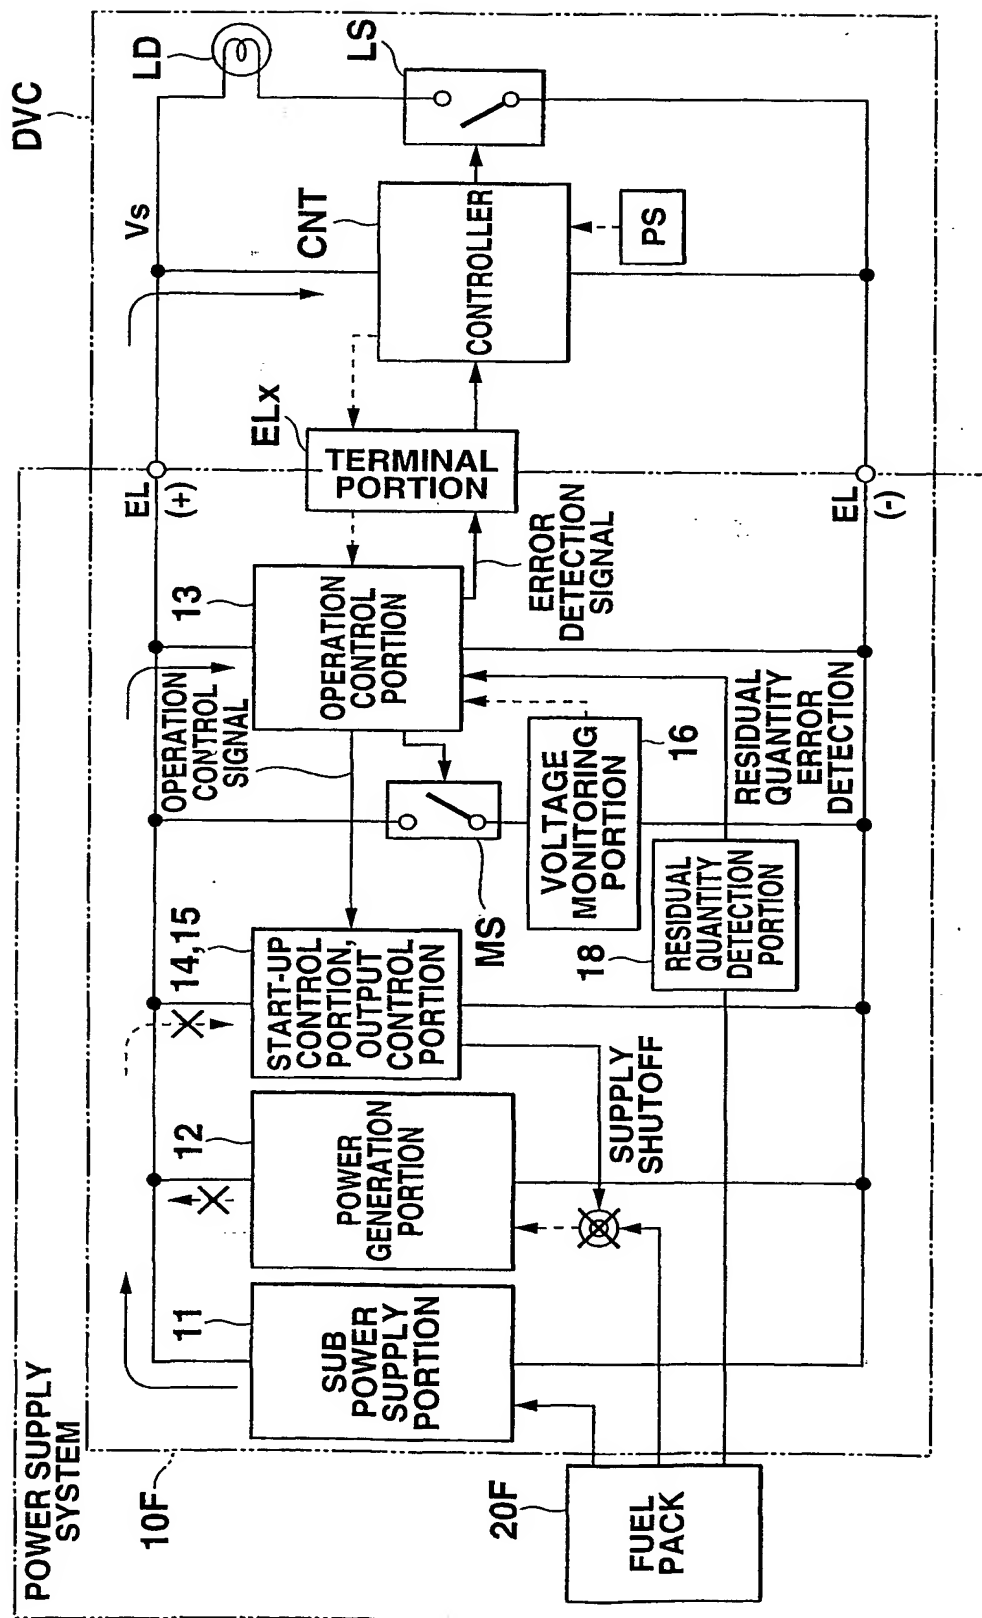 POWER SUPPLY
SYSTEM
10F
DVC
11
12
14,15
13
OPERATION
CONTROL
SIGNAL
EL
(+)
Vs
LD
ELx
CNT
LS
SUB
POWER
SUPPLY
PORTION
POWER
GENERATION
PORTION
START-UP
CONTROL
PORTION,
OUTPUT
CONTROL
PORTION
OPERATION
CONTROL
PORTION
TERMINAL
PORTION
CONTROLLER
20F
FUEL
PACK
MS
ERROR
DETECTION
SIGNAL
VOLTAGE
MONITORING
PORTION
16
PS
SUPPLY
SHUTOFF
18
RESIDUAL
QUANTITY
DETECTION
PORTION
RESIDUAL
QUANTITY
ERROR
DETECTION
EL
(-)